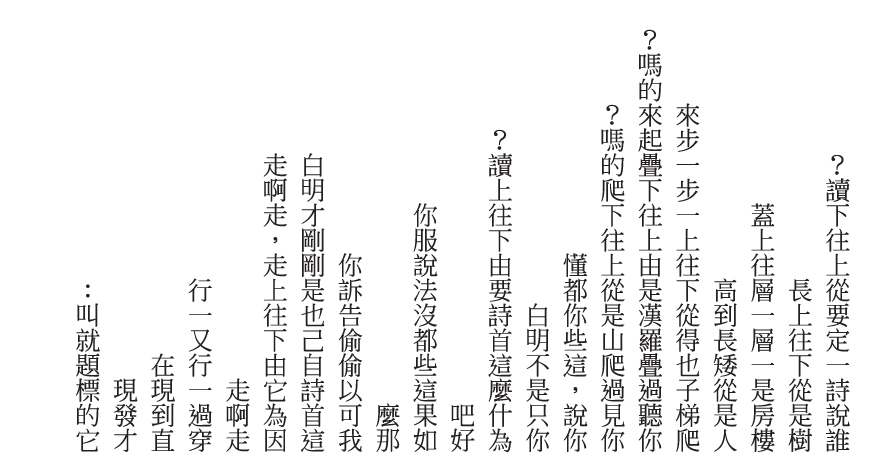 誰說詩一定要從上往下讀？
樹是從下往上長
樓房是一層一層往上蓋
人是從矮長到高
爬梯子也得從下往上一步一步來
你聽過疊羅漢是由上往下疊起來的嗎？
你見過爬山是從上往下爬的嗎？
你說，這些你都懂
你只是不明白
為什麼這首詩要由下往上讀？
好吧
如果這些都沒法說服你
那麼
我可以偷偷告訴你
這首詩自己也是剛剛才明白
因為它由下往上走，走啊走
走啊走
穿過一行又一行
直到現在
才發現
它的標題就叫：